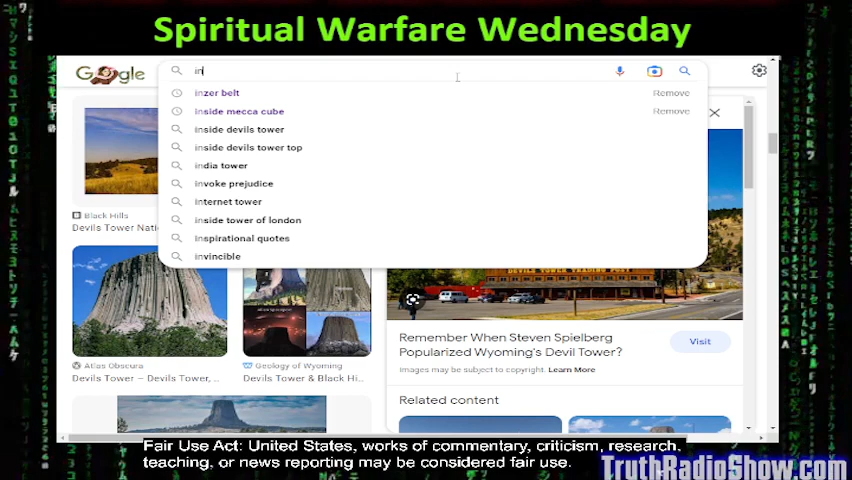 Spiritual Warfare Wednesday
Google
in
inzer belt
Remove
inside mecca cube
Remove
inside devils tower
inside devils tower top
india tower
invoke prejudice
internet tower
inside tower of london
inspirational quotes
invincible
Black Hills
Devils Tower Nati
DEVILS TOWER TRADING POST
Remember When Steven Spielberg
Popularized Wyoming's Devil Tower?
Visit
Images may be subject to copyright. Learn More
Atlas Obscura
Devils Tower – Devils Tower, ...
Geology of Wyoming
Devils Tower & Black Hi...
Related content
Fair Use Act: United States, works of commentary, criticism, research,
teaching, or news reporting may be considered fair use.
TruthRadioShow.com